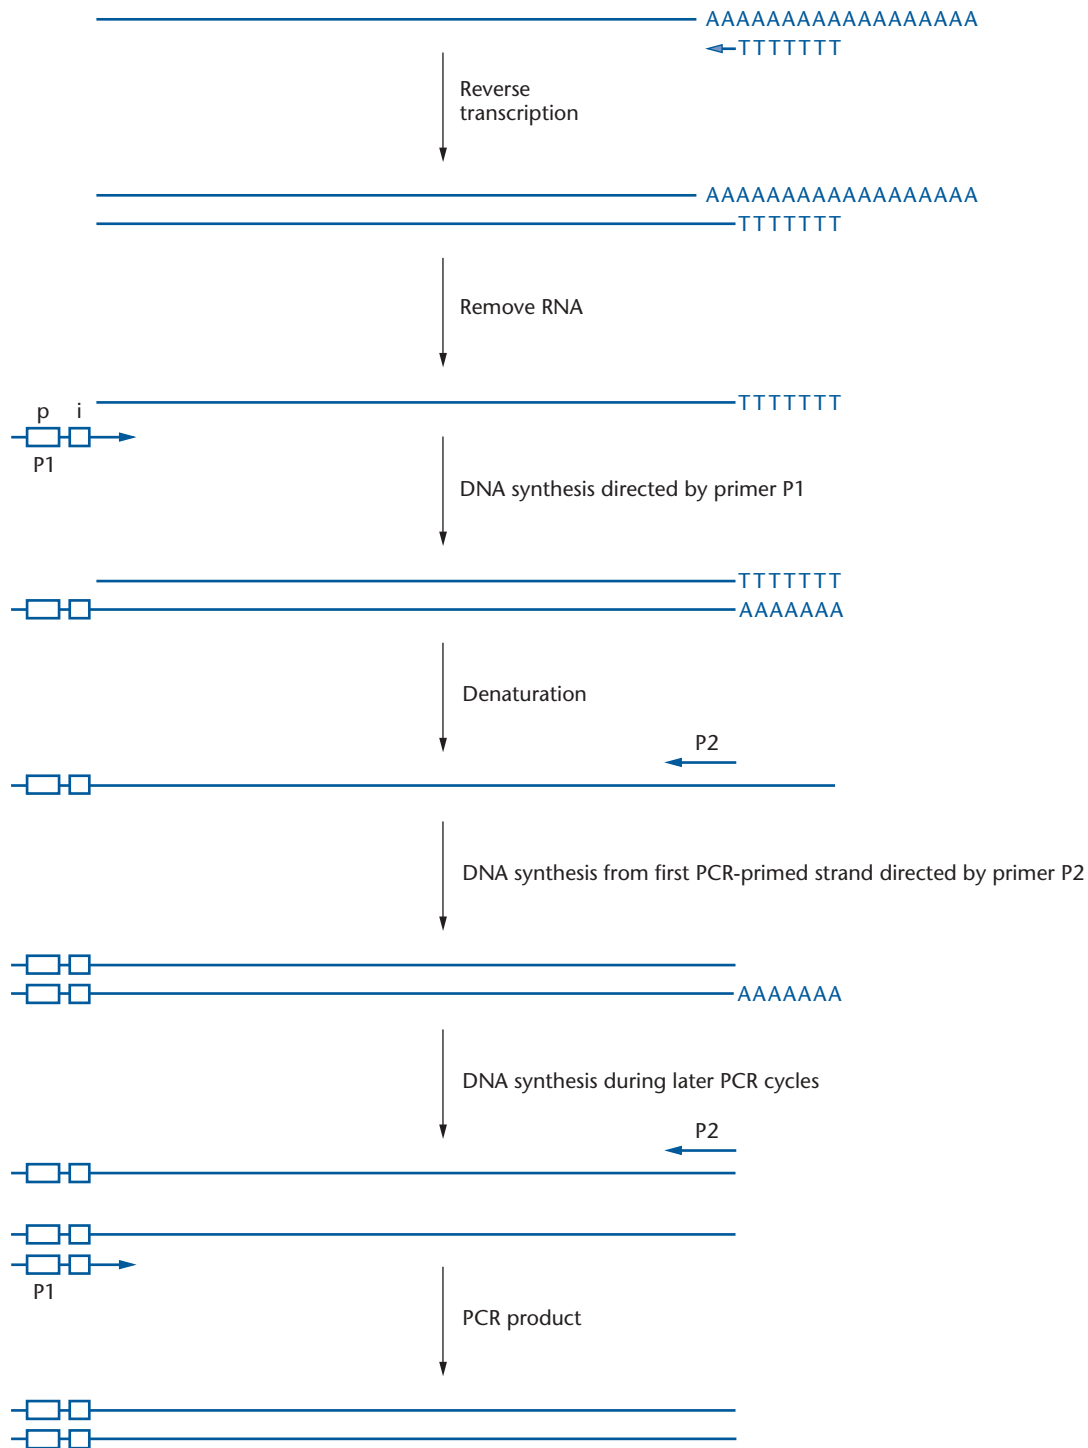 AAAAAAAAAAAAAAAAAA
TTTTTTT
Reverse
transcription
AAAAAAAAAAAAAAAAAA
TTTTTTT
Remove RNA
TTTTTTT
p i
P1
DNA synthesis directed by primer P1
TTTTTTT
AAAAAAA
Denaturation
P2
DNA synthesis from first PCR-primed strand directed by primer P2
AAAAAAA
DNA synthesis during later PCR cycles
P2
P1
PCR product